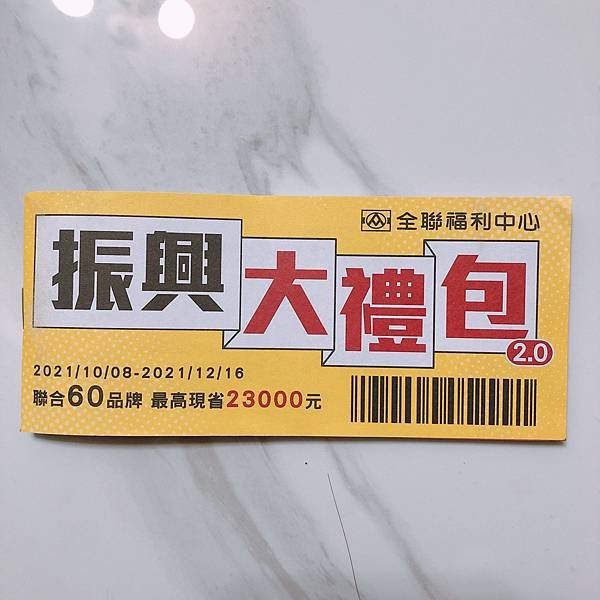 全聯福利中心
振興大禮包
2.0
2021/10/08-2021/12/16
聯合60品牌 最高現省23000元